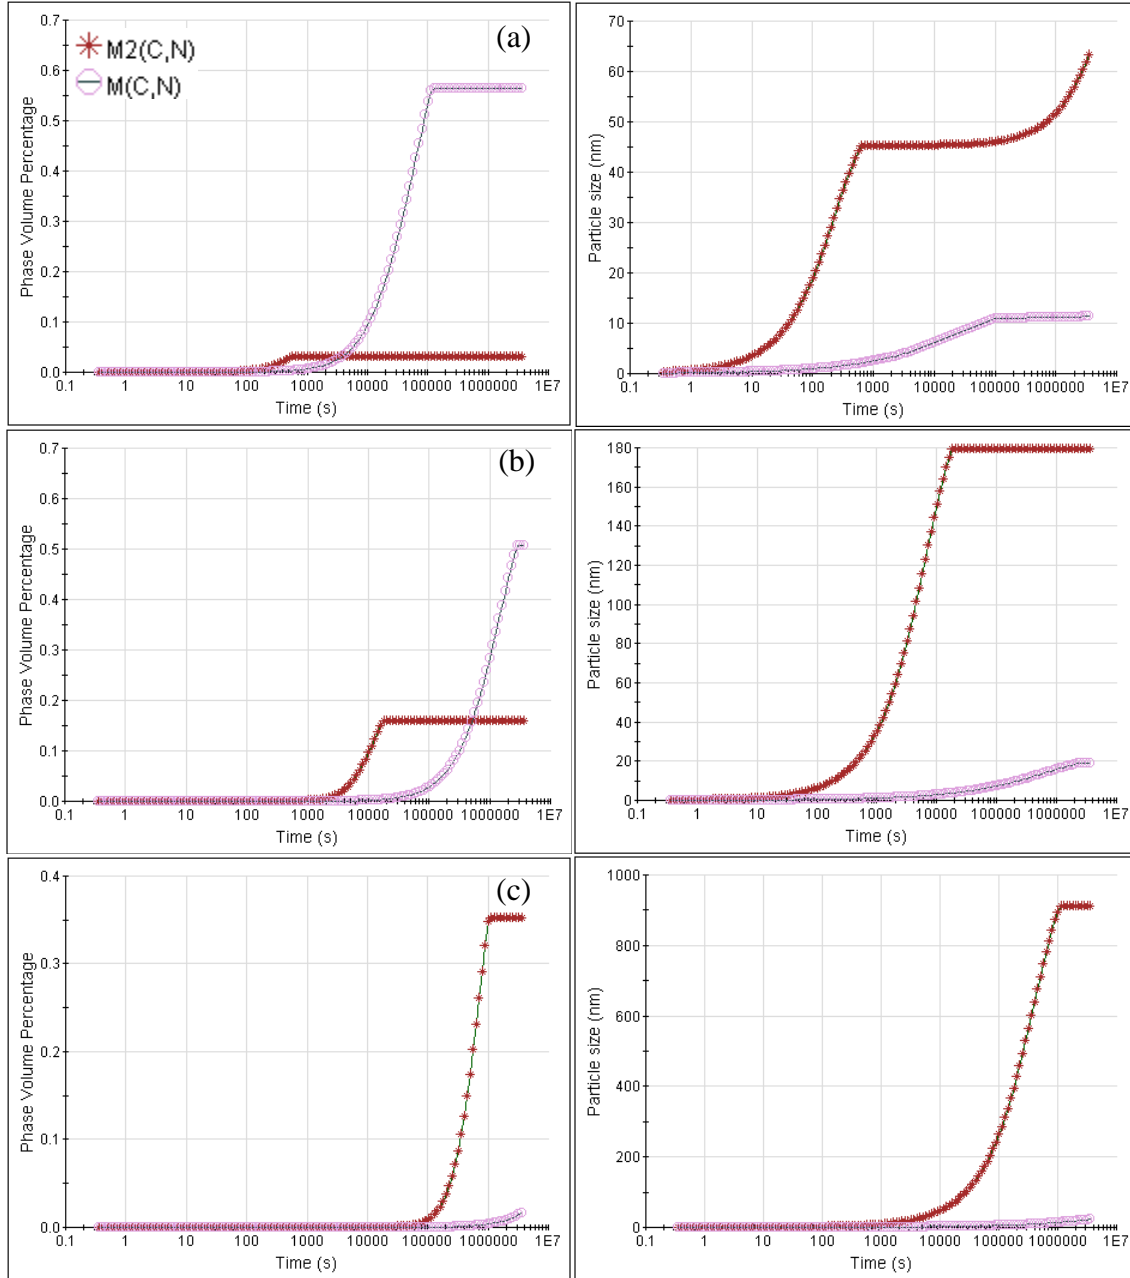 (a)
M2(C,N)
M(C,N)
Phase Volume Percentage
0.7
0.6
0.5
0.4
0.3
0.2
0.1
0.0
0.1 1 10 100 1000 10000 100000 1000000 1E7
Time (s)
Particle size (nm)
70
60
50
40
30
20
10
0
0.1 1 10 100 1000 10000 100000 1000000 1E7
Time (s)
(b)
Phase Volume Percentage
0.7
0.6
0.5
0.4
0.3
0.2
0.1
0.0
0.1 1 10 100 1000 10000 100000 1000000 1E7
Time (s)
Particle size (nm)
180
160
140
120
100
80
60
40
20
0
0.1 1 10 100 1000 10000 100000 1000000 1E7
Time (s)
(c)
Phase Volume Percentage
0.4
0.3
0.2
0.1
0.0
0.1 1 10 100 1000 10000 100000 1000000 1E7
Time (s)
Particle size (nm)
1000
800
600
400
200
0
0.1 1 10 100 1000 10000 100000 1000000 1E7
Time (s)